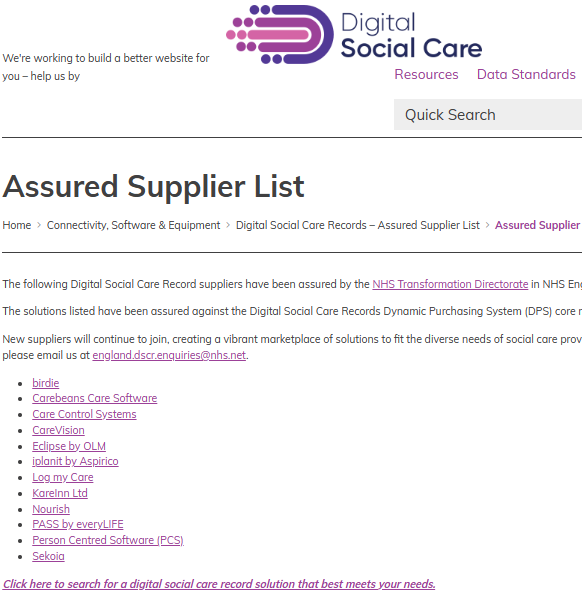 Digital
Social Care
We're working to build a better website for
you – help us by
Resources Data Standards
Quick Search
Assured Supplier List
Home > Connectivity, Software & Equipment > Digital Social Care Records – Assured Supplier List > Assured Supplier
The following Digital Social Care Record suppliers have been assured by the NHS Transformation Directorate in NHS Eng
The solutions listed have been assured against the Digital Social Care Records Dynamic Purchasing System (DPS) core
New suppliers will continue to join, creating a vibrant marketplace of solutions to fit the diverse needs of social care prov
please email us at england.dscr.enquiries@nhs.net.
• birdie
• Carebeans Care Software
• Care Control Systems
• CareVision
• Eclipse by OLM
• iplanit by Aspirico
• Log my Care
• KareInn Ltd
• Nourish
• PASS by everyLIFE
• Person Centred Software (PCS)
• Sekoia
Click here to search for a digital social care record solution that best meets your needs.